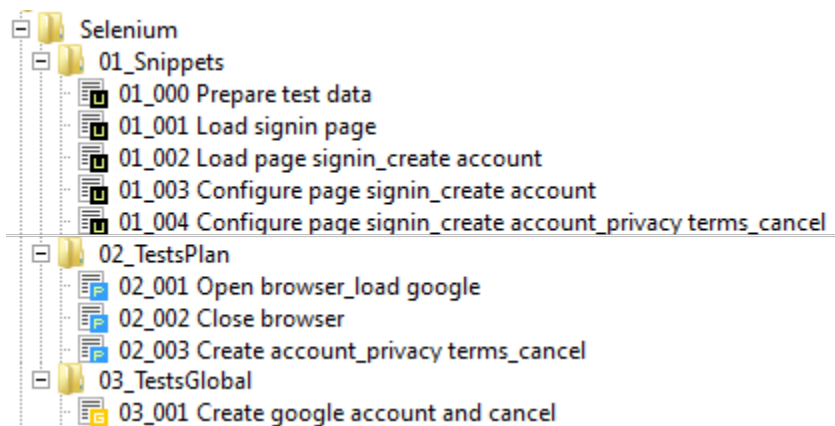 Selenium
01_Snippets
01_000 Prepare test data
01_001 Load signin page
01_002 Load page signin_create account
01_003 Configure page signin_create account
01_004 Configure page signin_create account_privacy terms_cancel
02_TestsPlan
02_001 Open browser_load google
02_002 Close browser
02_003 Create account_privacy terms_cancel
03_TestsGlobal
03_001 Create google account and cancel